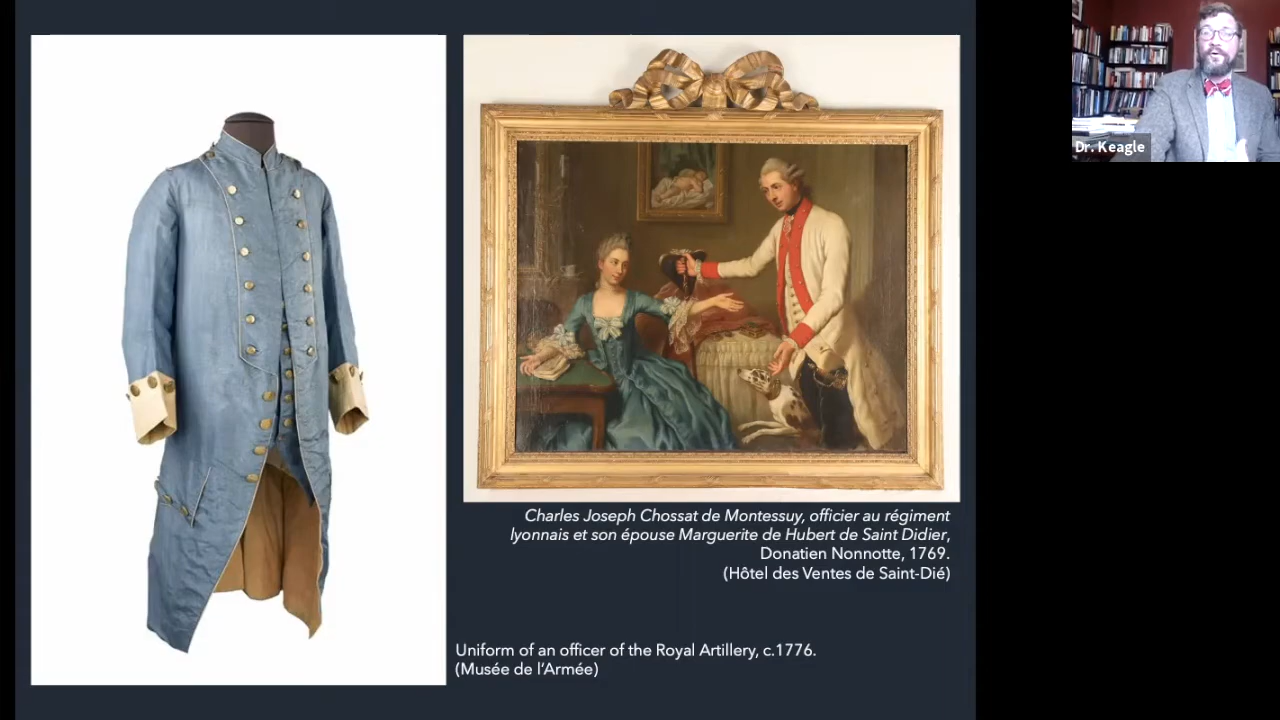 Dr. Keagle
Charles Joseph Chossat de Montessuy, officier au régiment
lyonnais et son épouse Marguerite de Hubert de Saint Didier,
Donatien Nonnotte, 1769.
(Hôtel des Ventes de Saint-Dié)
Uniform of an officer of the Royal Artillery, c.1776.
(Musée de l'Armée)